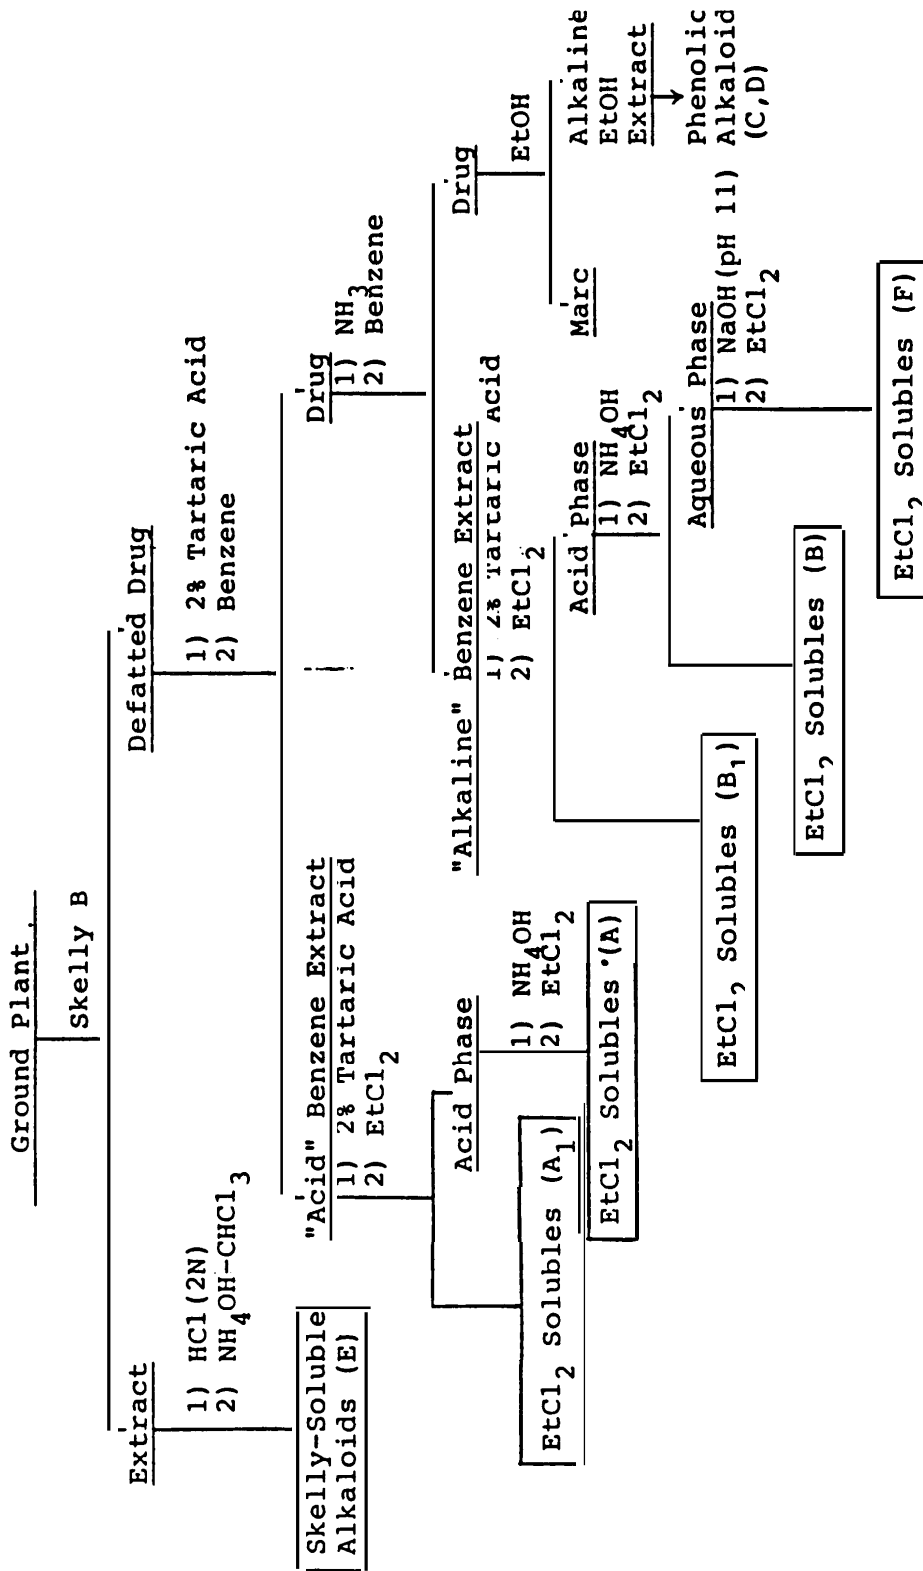 Ground Plant
Skelly B
Extract
1) HCl(2N)
2) NH4OH-CHCl3
Skelly-Soluble
Alkaloids (E)
Defatted Drug
1) 2% Tartaric Acid
2) Benzene
"Acid" Benzene Extract
1) 2% Tartaric Acid
2) EtCl2
EtCl2 Solubles (A1)
Acid Phase
1) NH4OH
2) EtCl2
EtCl2 Solubles (A)
Drug
1) NH3
2) Benzene
"Alkaline" Benzene Extract
1) 2% Tartaric Acid
2) EtCl2
EtCl2 Solubles (B1)
Acid Phase
1) NH4OH
2) EtCl2
EtCl2 Solubles (B)
Aqueous Phase
1) NaOH(pH 11)
2) EtCl2
EtCl2 Solubles (F)
Drug
EtOH
Marc
Alkaline
EtOH
Extract
Phenolic
Alkaloid
(C,D)